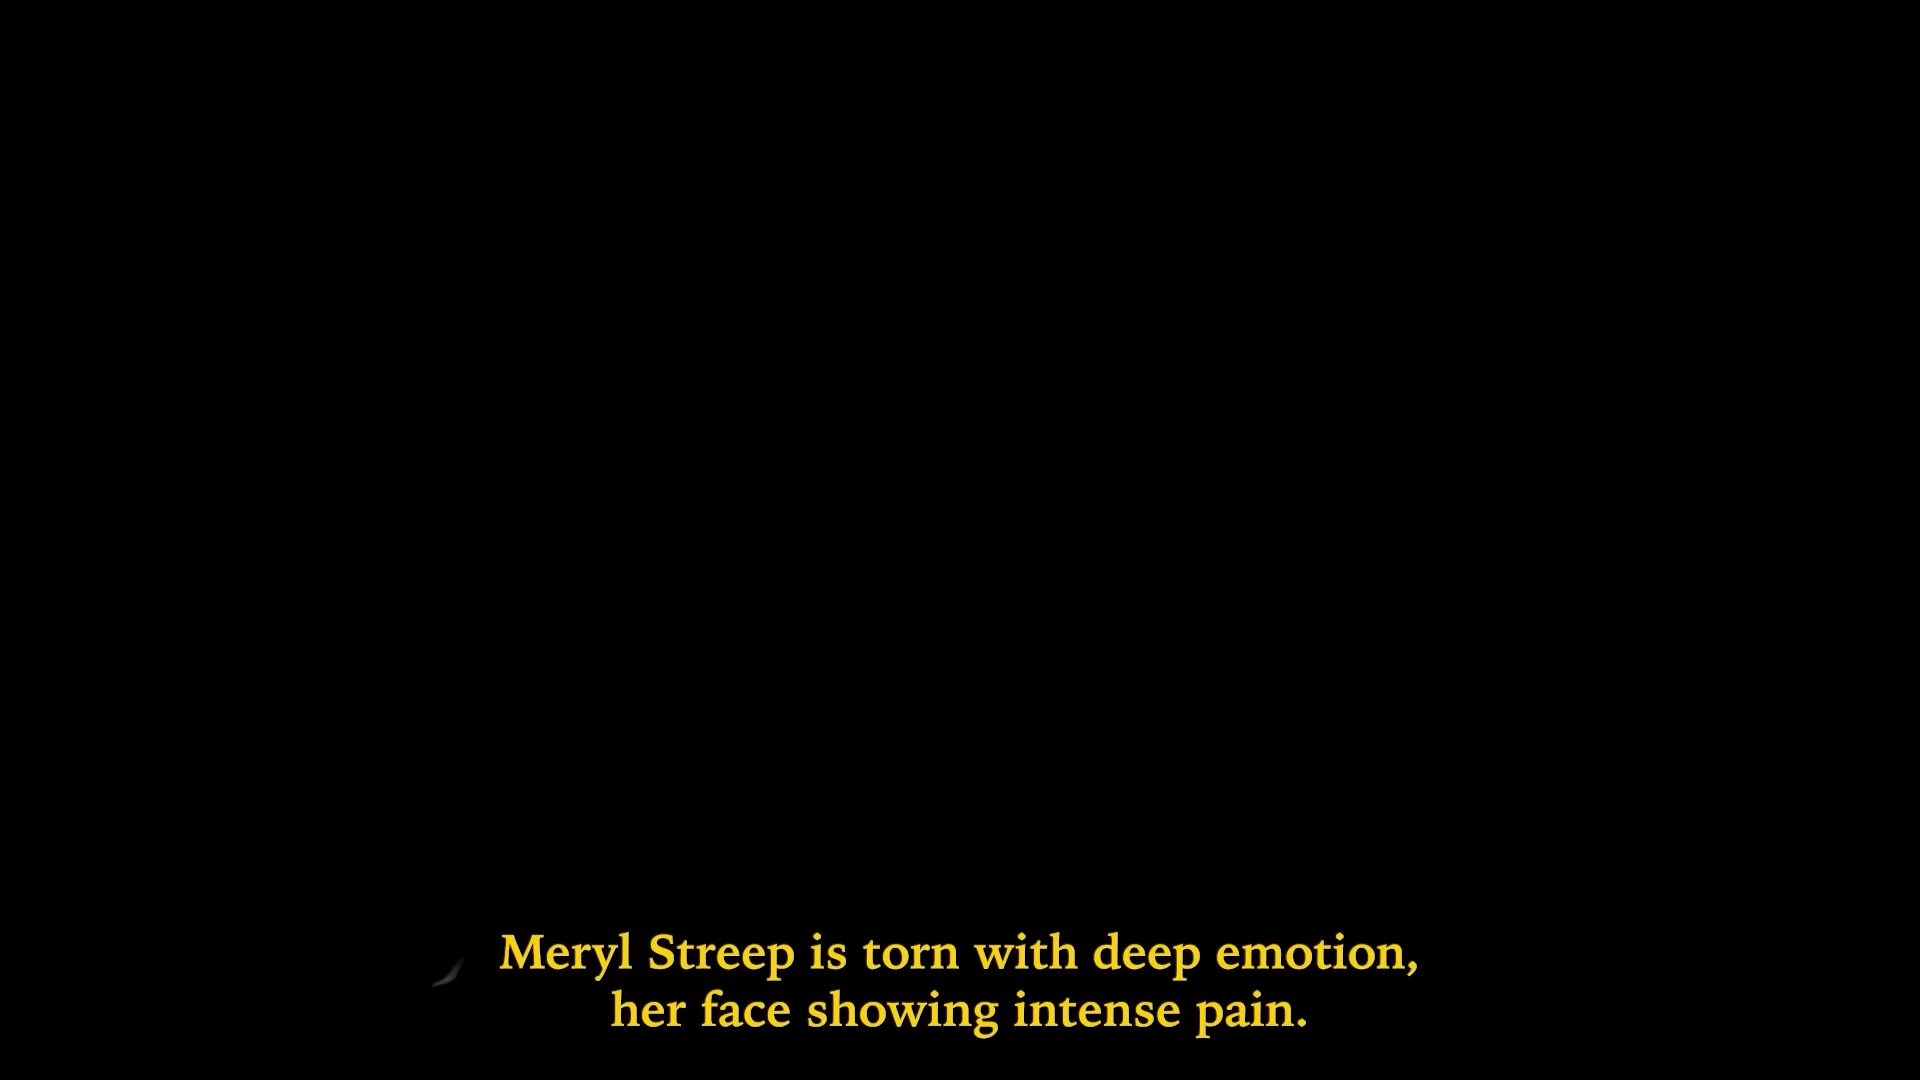 Meryl Streep is torn with deep emotion,
her face showing intense pain.